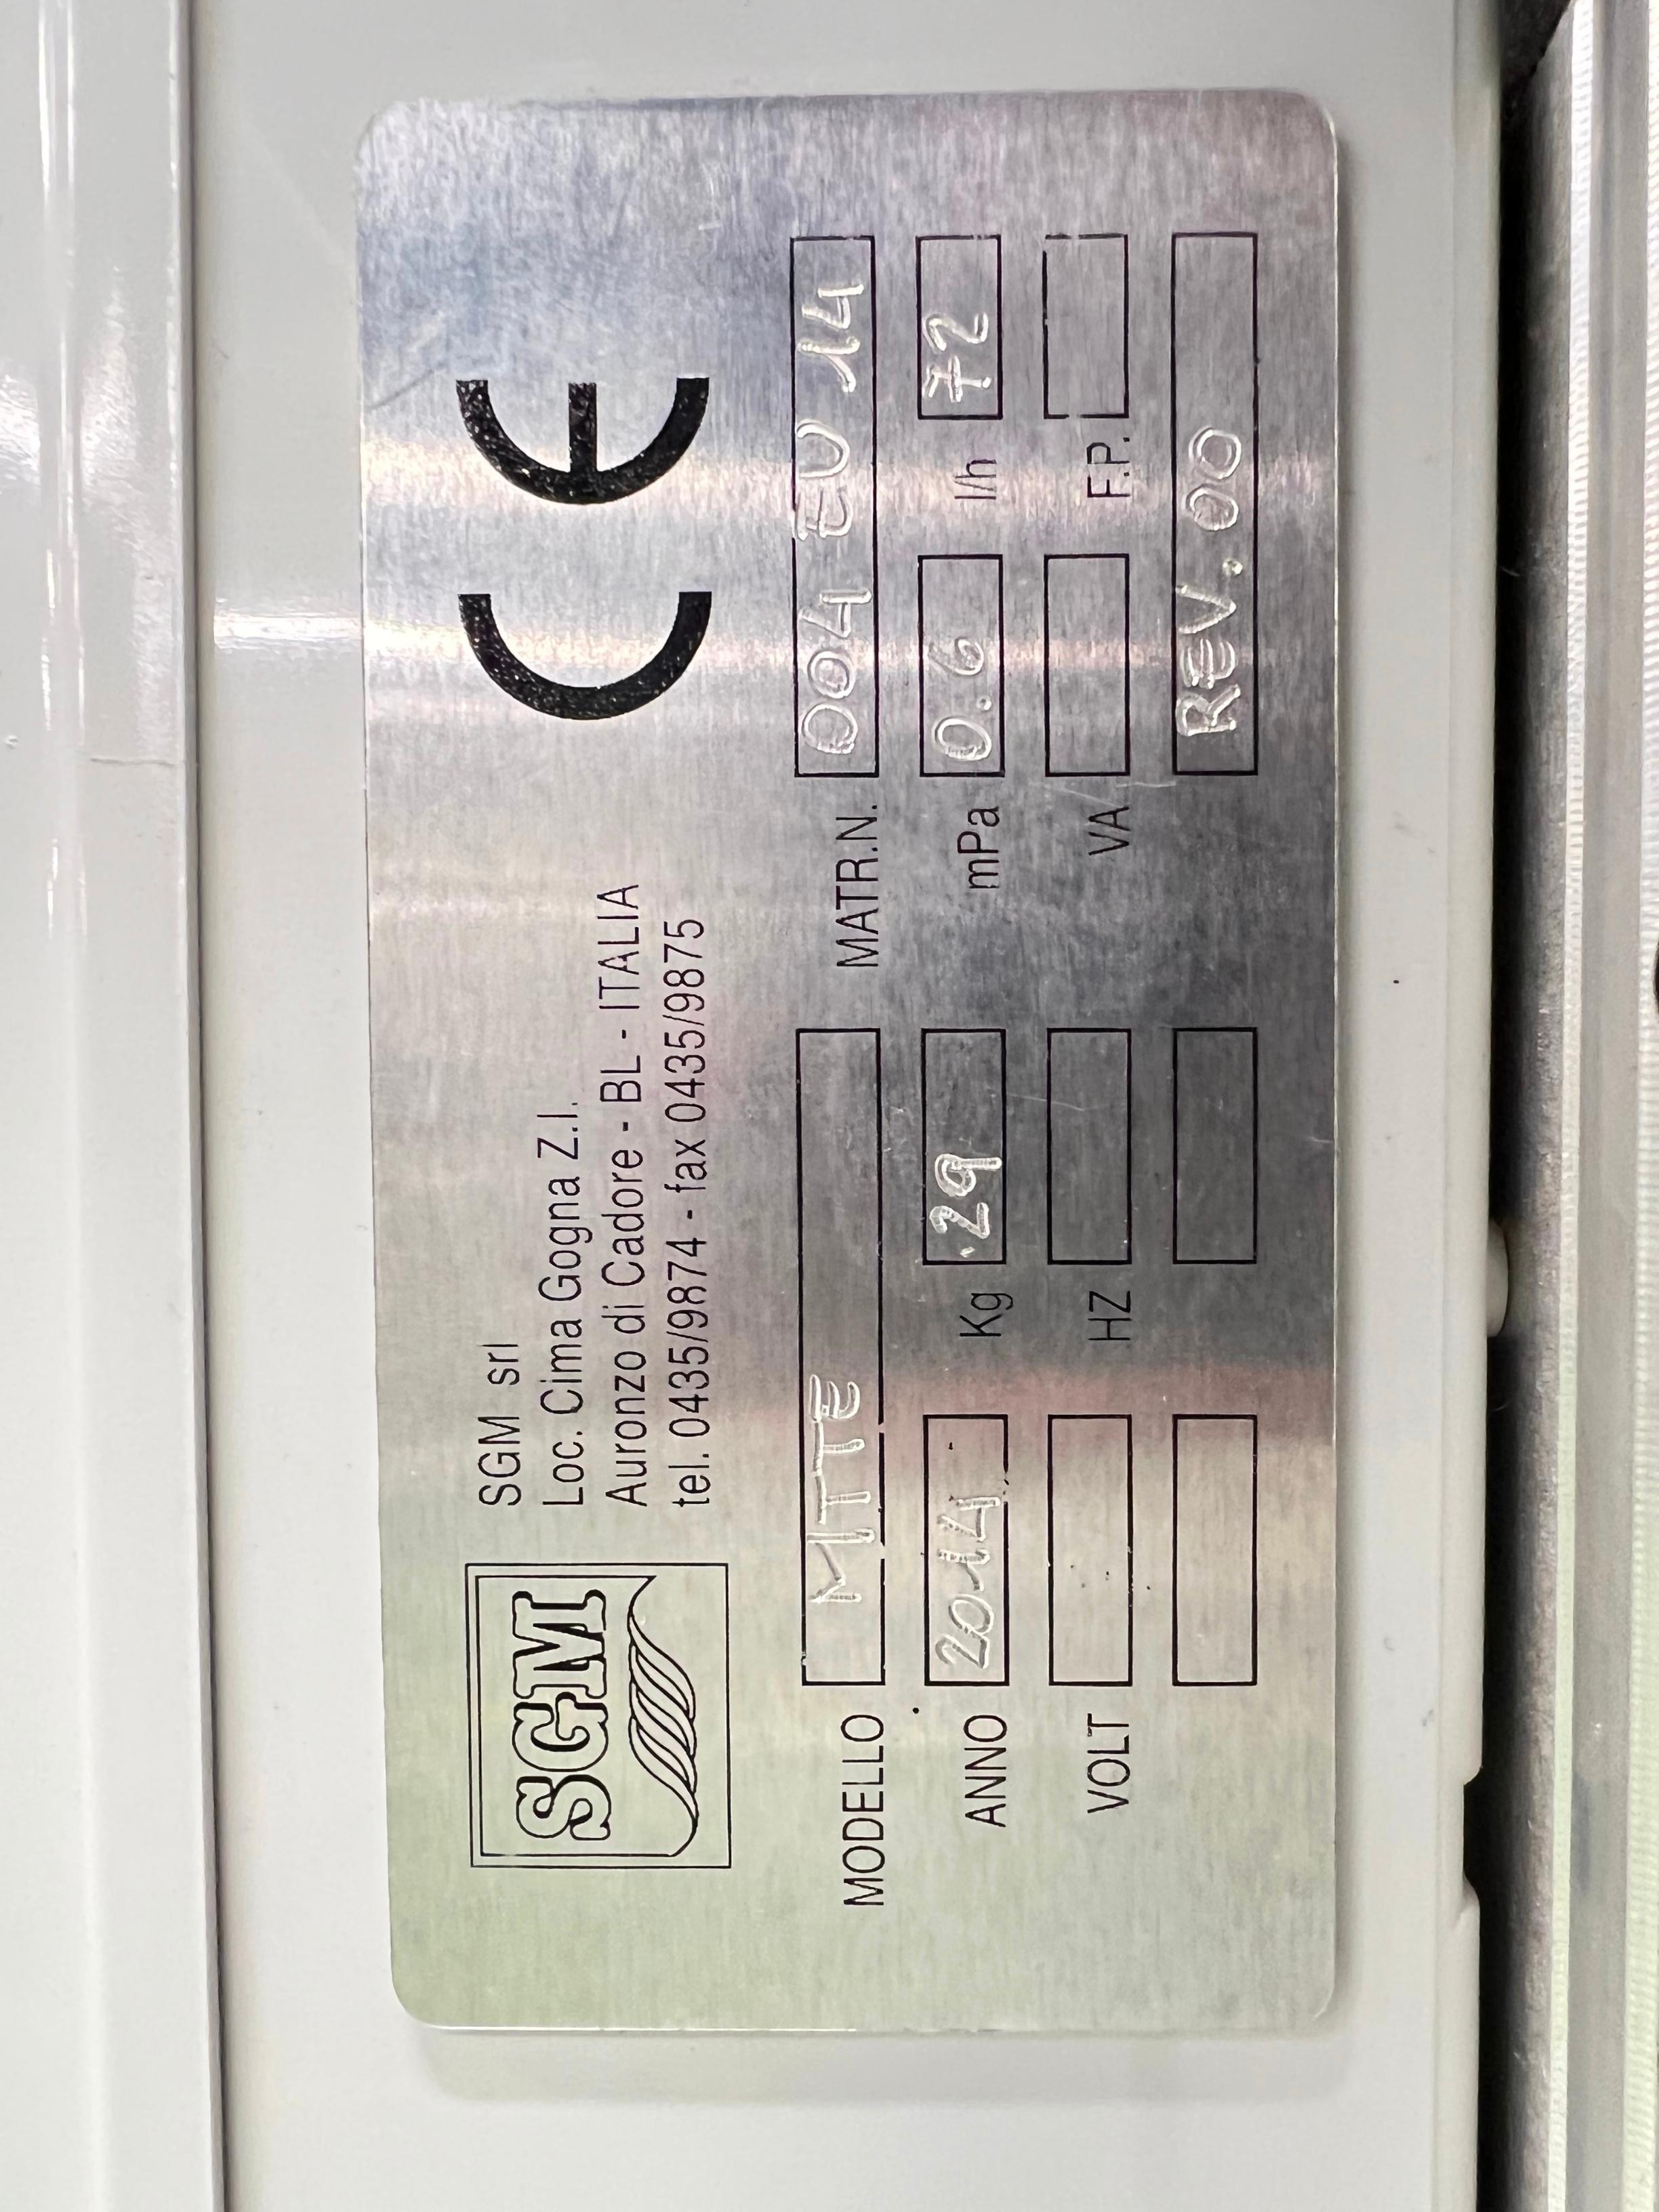 SGM
SGM srl
Loc. Cima Gogna Z.I.
Auronzo di Cadore - BL - ITALIA
tel. 0435/9874 - fax 0435/9875
CE
MODELLO MTTE MATR.N. 004 EU 14
ANNO 2014 Kg 29 mPa 0.6 l/h 72
VOLT HZ VA F.P.
REV. 00